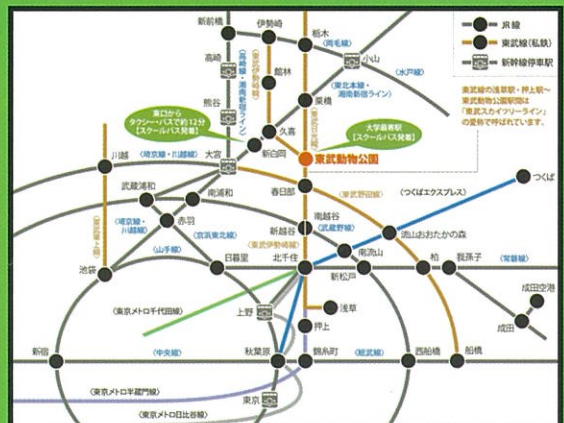 新前橋
伊勢崎
栃木
〈両毛線〉
小山
〈水戸線〉
JR線
東武線(私鉄)
新幹線停車駅
高崎
〈高崎線・湘南新宿ライン〉
〈東武伊勢崎線〉
館林
〈東北本線・
湘南新宿ライン〉
東武線の浅草駅・押上駅〜
東武動物公園駅間は
「東武スカイツリーライン」
の愛称で呼ばれています。
熊谷
栗橋
〈東武日光線〉
東口から
タクシー・バスで約12分
【スクールバス発着】
久喜
新白岡
大学最寄駅
【スクールバス発着】
東武動物公園
川越
〈埼京線・川越線〉
大宮
春日部
〈東武野田線〉
〈つくばエクスプレス〉
つくば
武蔵浦和
南浦和
赤羽
〈埼京線・
川越線〉
〈京浜東北線〉
新越谷
南越谷
〈武蔵野線〉
流山おおたかの森
〈山手線〉
〈東武伊勢崎線〉
南流山
池袋
日暮里
北千住
新松戸
柏
我孫子
〈常磐線〉
成田空港
〈東京メトロ千代田線〉
上野
浅草
押上
成田
新宿
〈中央線〉
秋葉原
錦糸町
〈総武線〉
西船橋
船橋
〈東京メトロ半蔵門線〉
東京
〈東京メトロ日比谷線〉